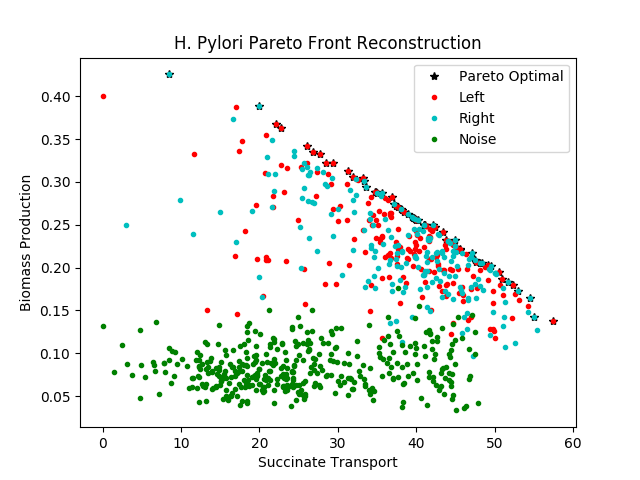 H. Pylori Pareto Front Reconstruction
Pareto Optimal
Left
Right
Noise
0.40
0.35
0.30
0.25
0.20
0.15
0.10
0.05
Biomass Production
0 10 20 30 40 50 60
Succinate Transport